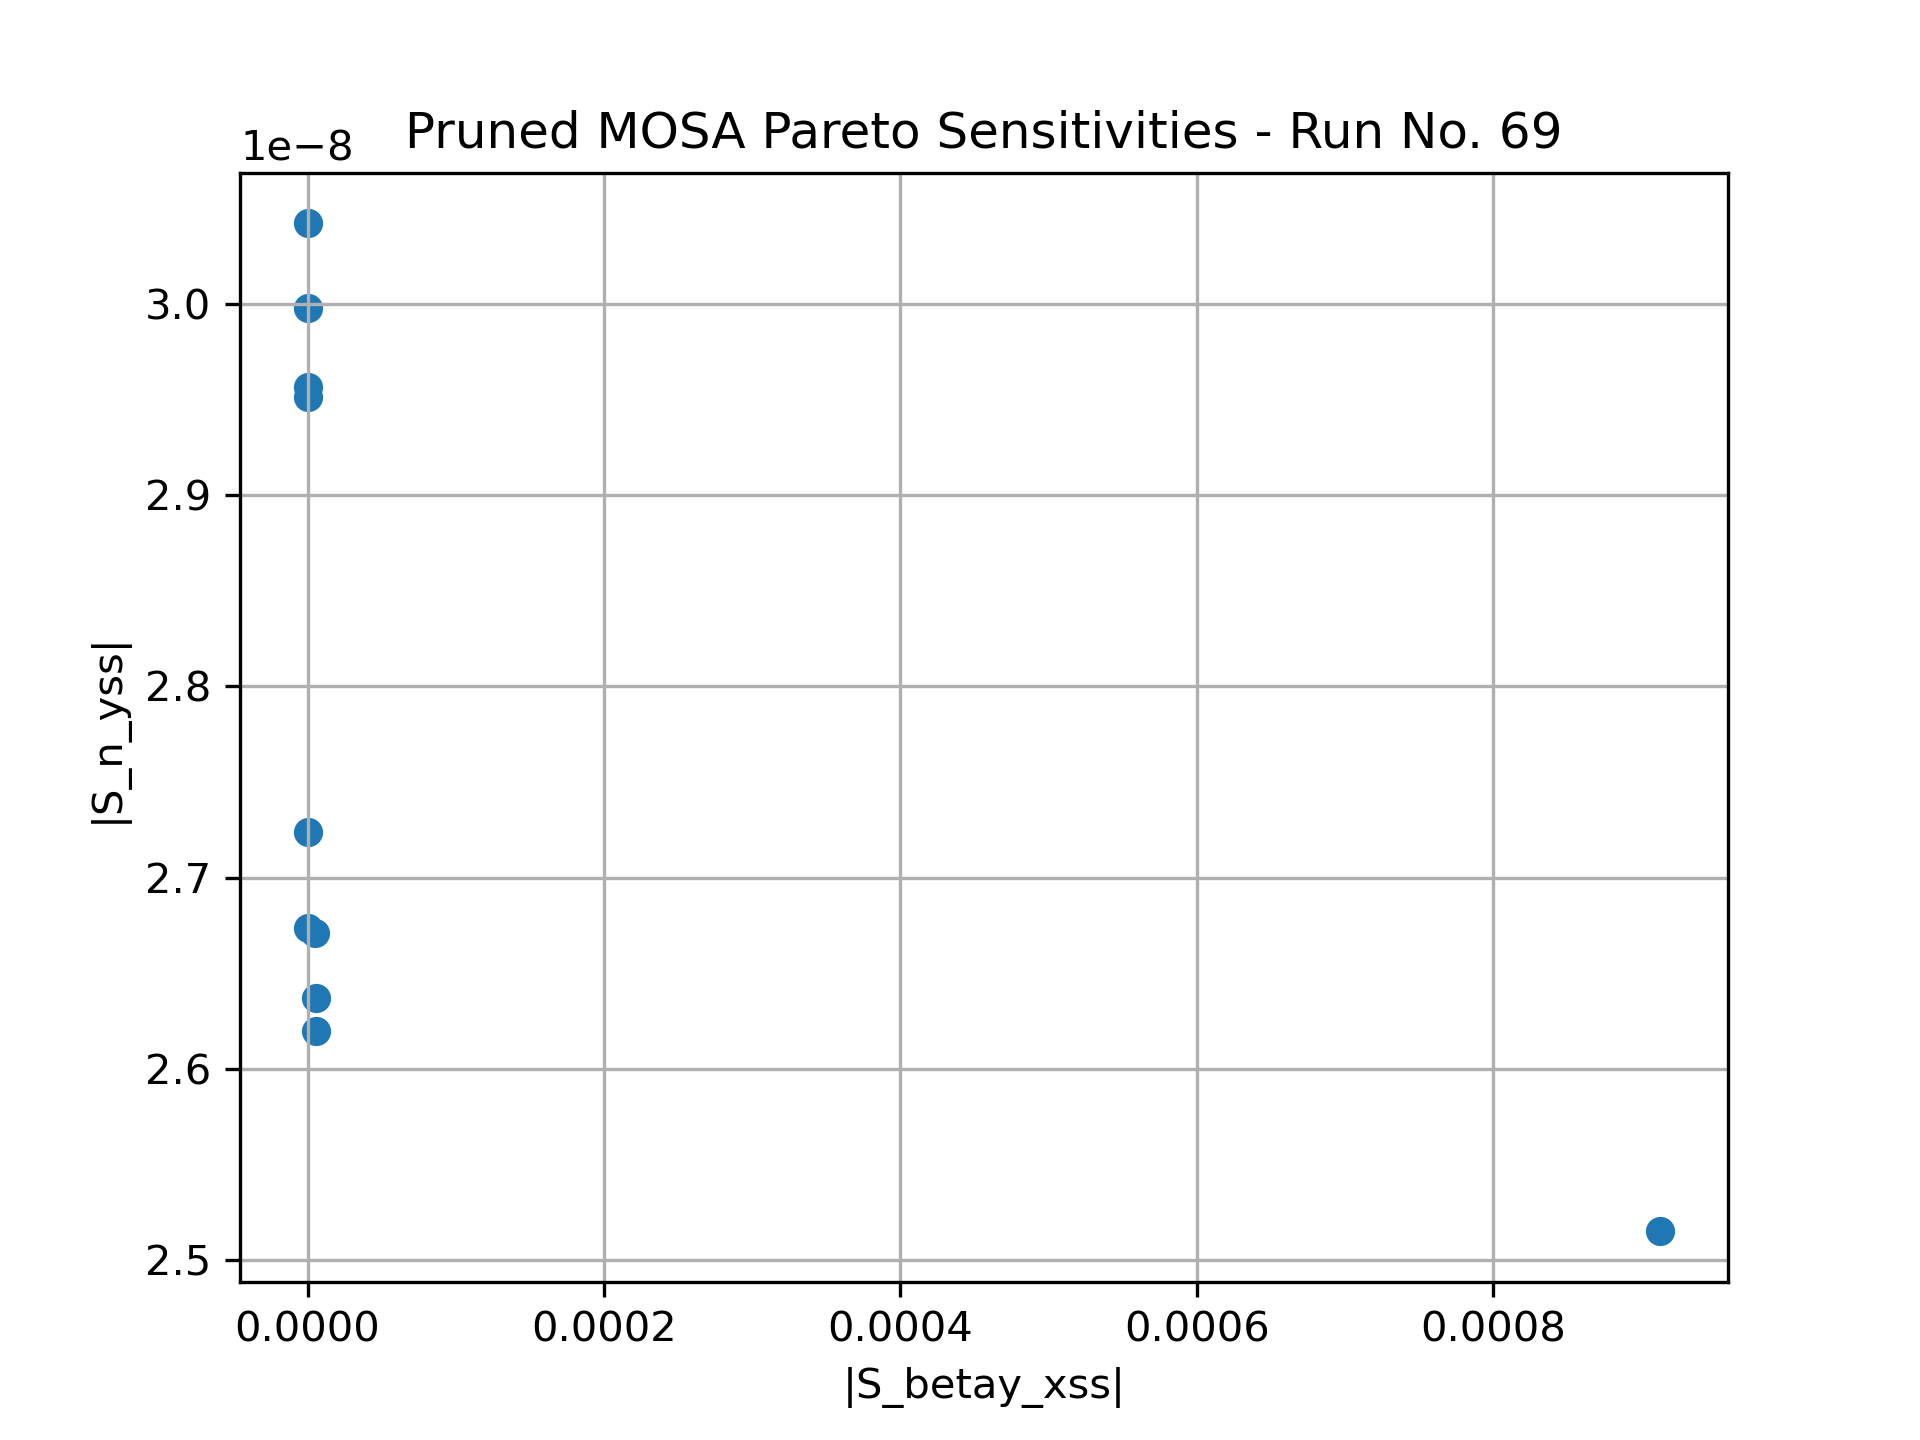 Pruned MOSA Pareto Sensitivities - Run No. 69
1e−8
3.0
2.9
2.8
2.7
2.6
2.5
|S_n_yss|
0.0000 0.0002 0.0004 0.0006 0.0008
|S_betay_xss|